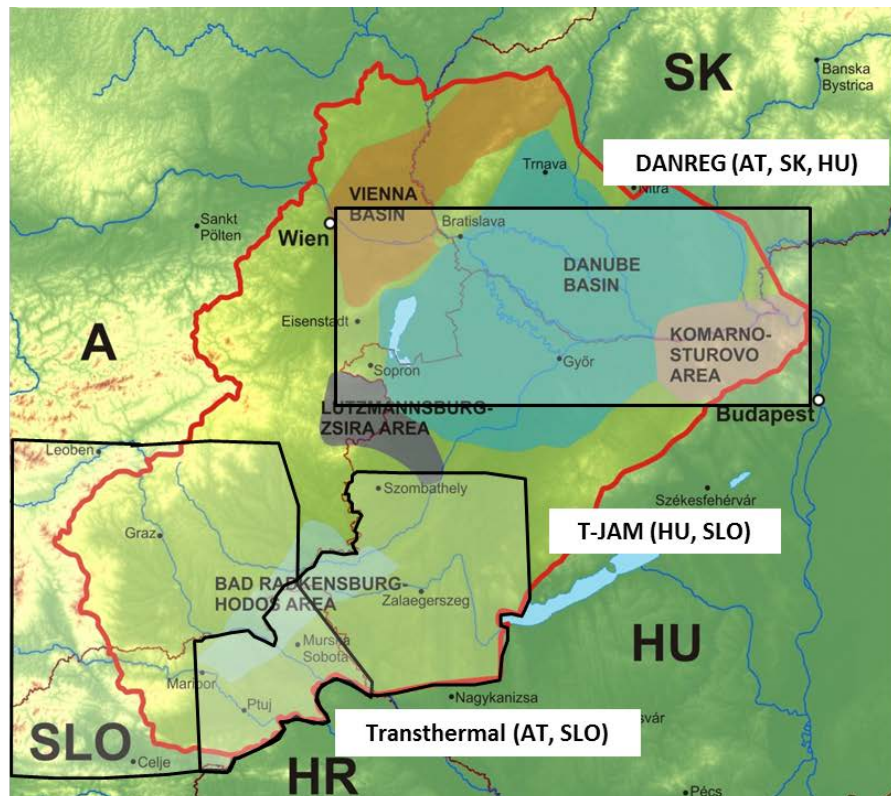 SK
Banska
Bystrica
Trnava
DANREG (AT, SK, HU)
Nitra
VIENNA
BASIN
Sankt
Pölten
Wien
Bratislava
DANUBE
BASIN
Eisenstadt
A
KOMARNO-
STUROVO
AREA
Győr
Sopron
LUTZMANNSBURG-
ZSIRA AREA
Budapest
Leoben
Szombathely
Székesfehérvár
T-JAM (HU, SLO)
Graz
BAD RADKENSBURG-
HODOS AREA
Zalaegerszeg
Murska
Sobota
HU
Maribor
Ptuj
Nagykanizsa
Transthermal (AT, SLO)
SLO
Celje
HR
Pécs